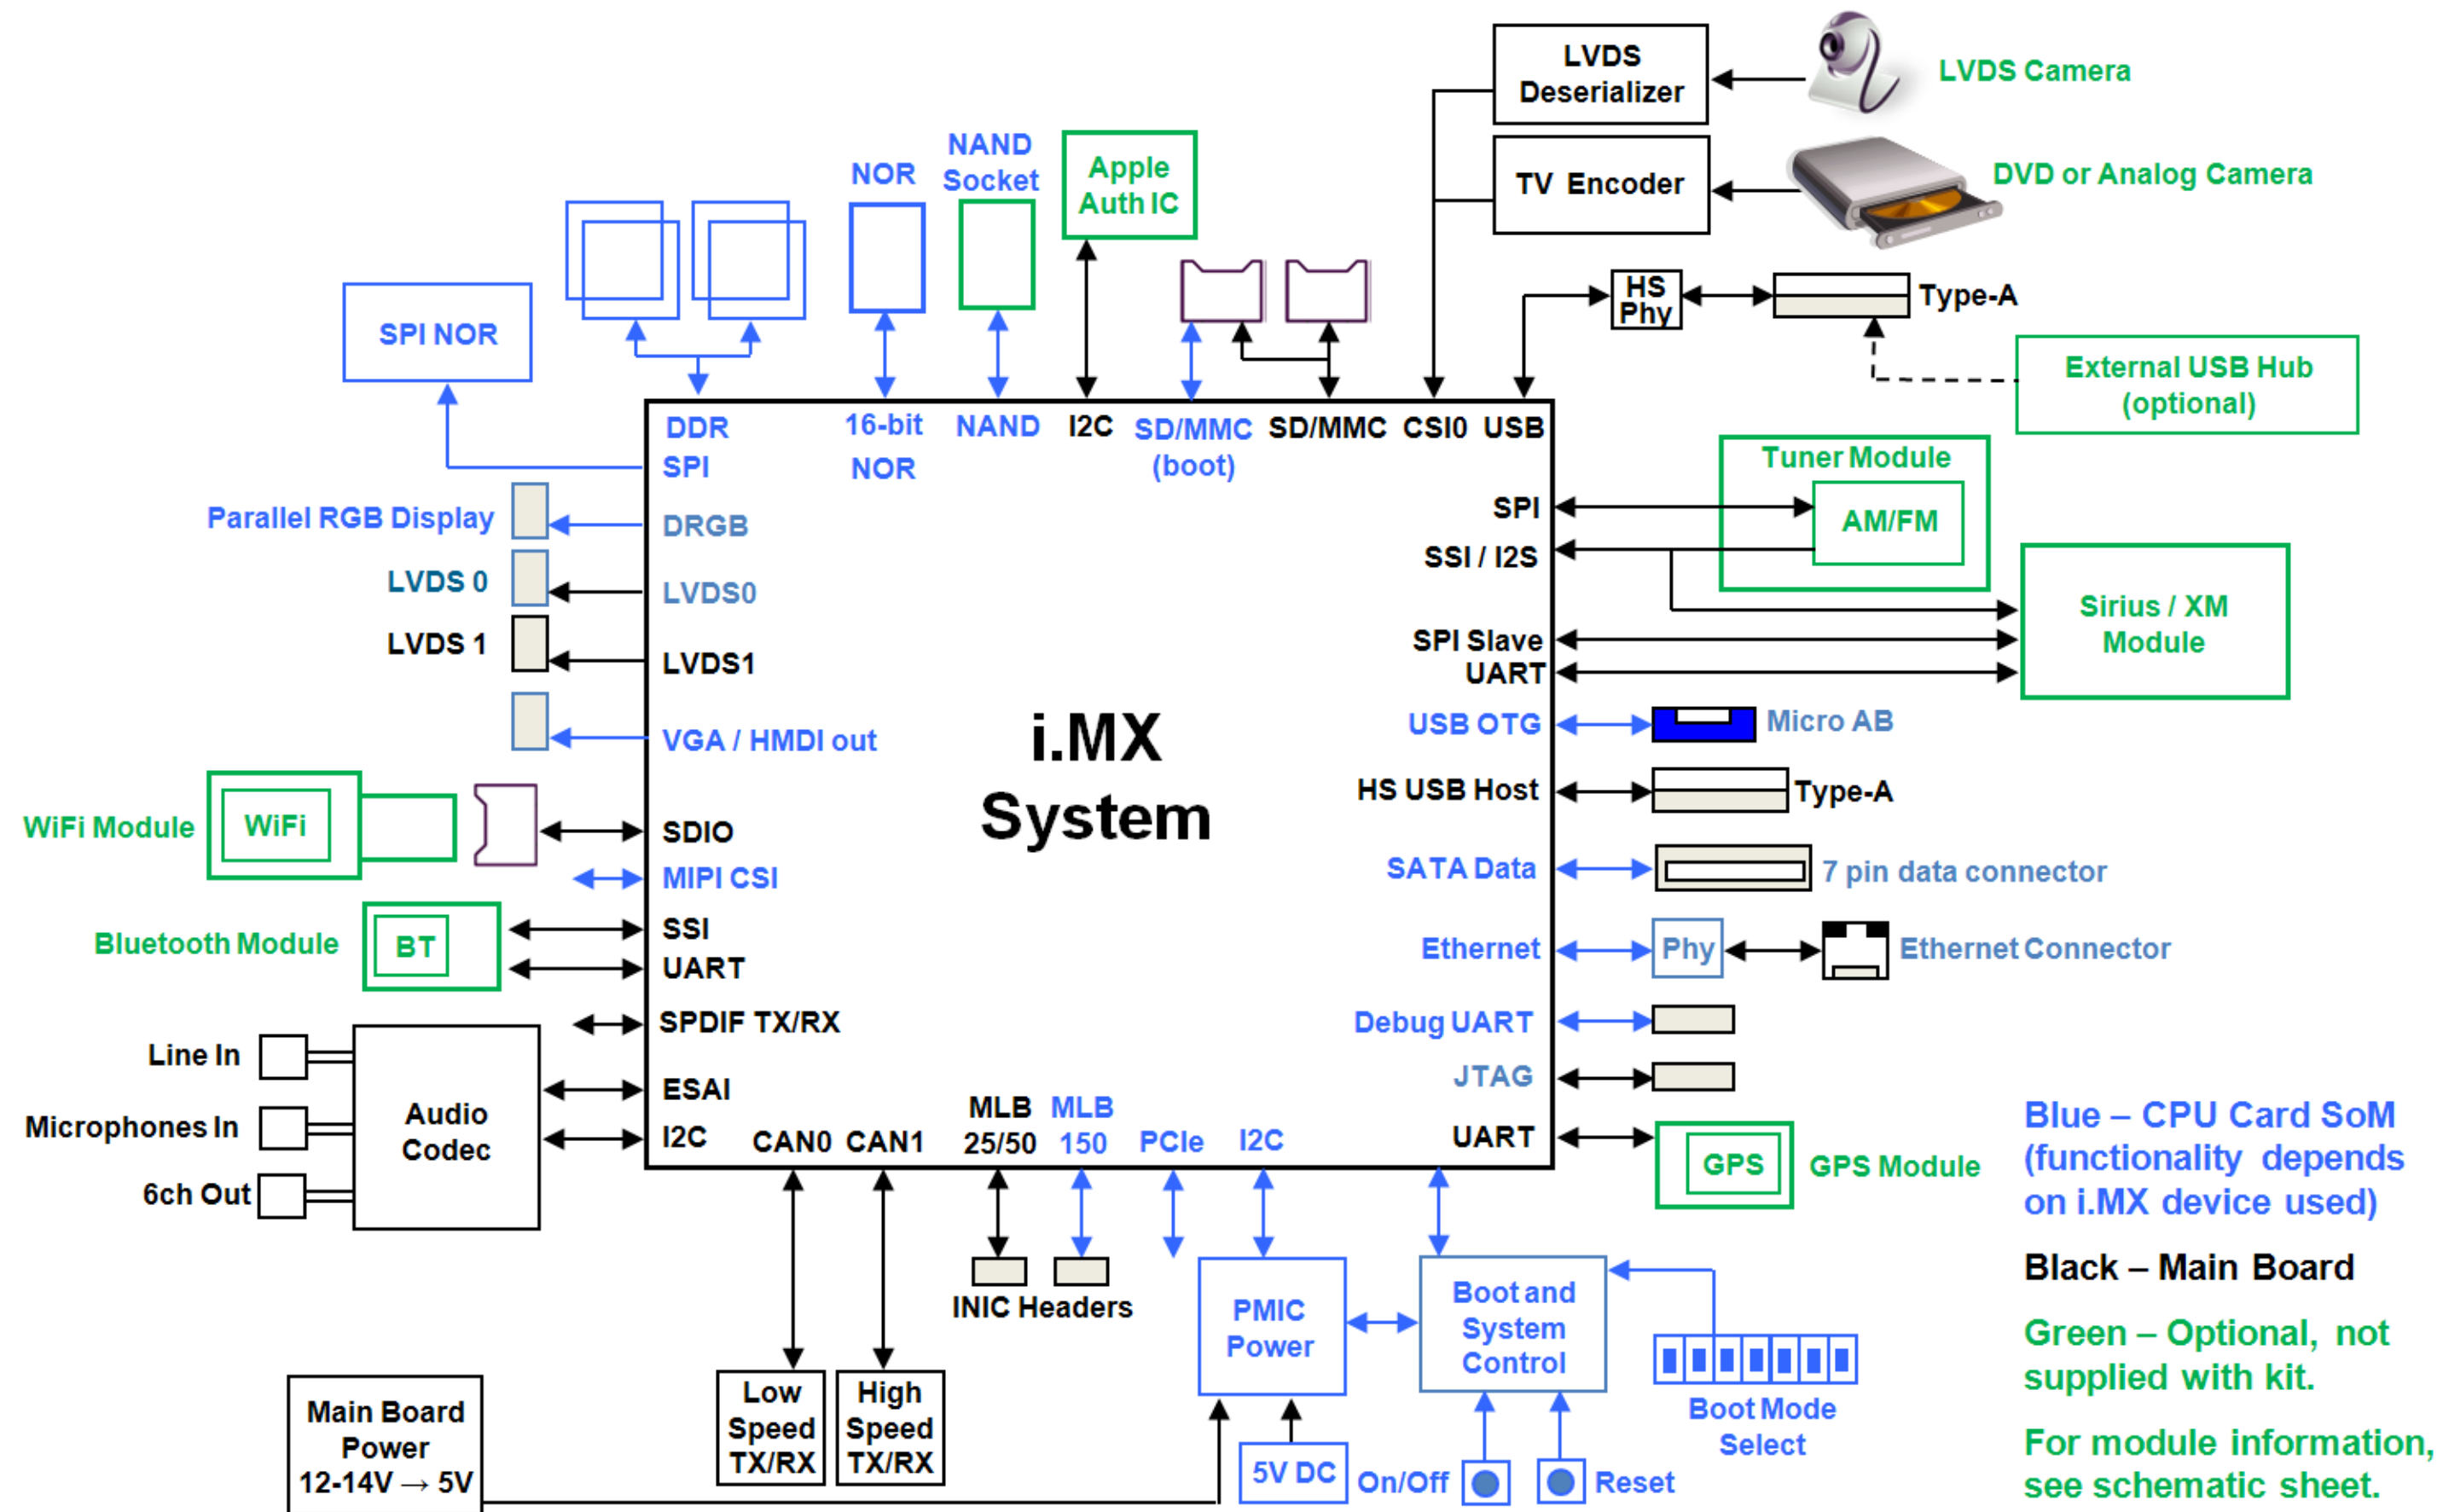 LVDS
Deserializer
LVDS Camera
TV Encoder
DVD or Analog Camera
NOR
NAND
Socket
Apple
Auth IC
SPI NOR
HS
Phy
Type-A
External USB Hub
(optional)
DDR
16-bit
NOR
NAND
I2C
SD/MMC
(boot)
SD/MMC
CSI0
USB
SPI
Parallel RGB Display
DRGB
LVDS 0
LVDS0
LVDS 1
LVDS1
VGA / HMDI out
WiFi Module
WiFi
SDIO
MIPI CSI
Bluetooth Module
BT
SSI
UART
SPDIF TX/RX
Line In
Microphones In
6ch Out
Audio
Codec
ESAI
I2C
i.MX
System
SPI
Tuner Module
AM/FM
SSI / I2S
Sirius / XM
Module
SPI Slave
UART
USB OTG
Micro AB
HS USB Host
Type-A
SATA Data
7 pin data connector
Ethernet
Phy
Ethernet Connector
Debug UART
JTAG
UART
GPS
GPS Module
CAN0
CAN1
MLB
25/50
MLB
150
PCIe
I2C
INIC Headers
Low
Speed
TX/RX
High
Speed
TX/RX
PMIC
Power
Boot and
System
Control
Boot Mode
Select
Main Board
Power
12-14V → 5V
5V DC
On/Off
Reset
Blue – CPU Card SoM
(functionality depends
on i.MX device used)
Black – Main Board
Green – Optional, not
supplied with kit.
For module information,
see schematic sheet.